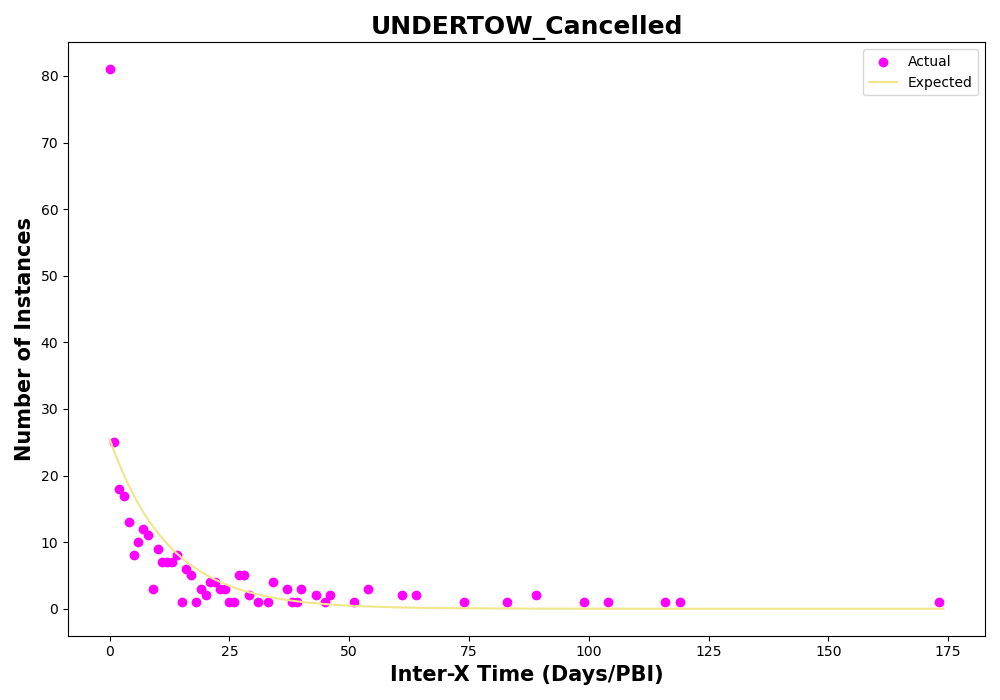 UNDERTOW_Cancelled
Actual
Expected
80
70
60
50
40
30
20
10
0
Number of Instances
0 25 50 75 100 125 150 175
Inter-X Time (Days/PBI)